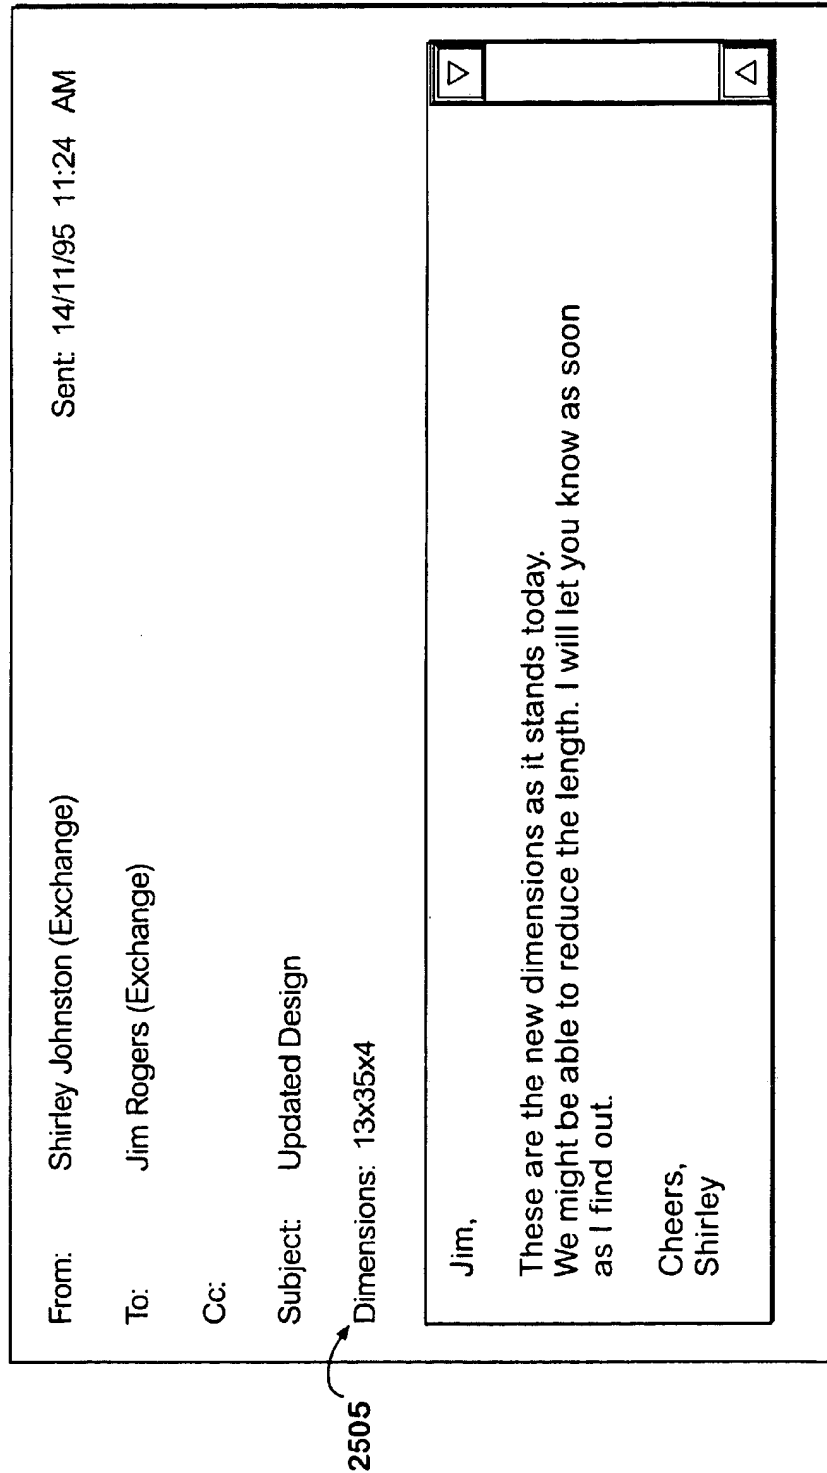 From: Shirley Johnston (Exchange) Sent: 14/11/95 11:24 AM
To: Jim Rogers (Exchange)
Cc:
Subject: Updated Design
Dimensions: 13x35x4
2505
Jim,
These are the new dimensions as it stands today.
We might be able to reduce the length. I will let you know as soon
as I find out.
Cheers,
Shirley